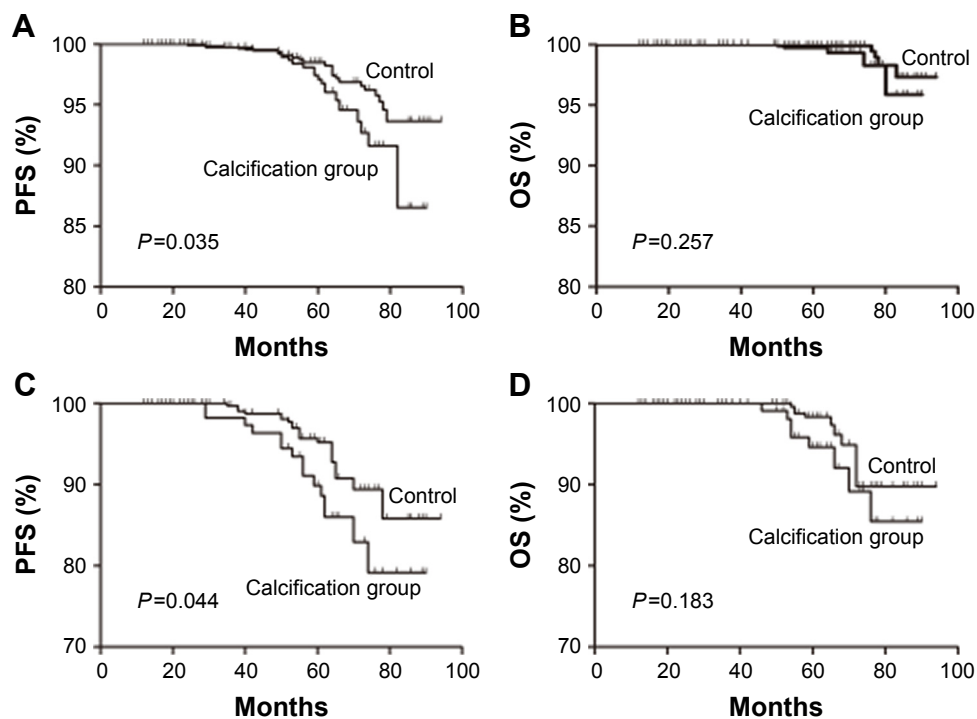 A
PFS (%)
100
95
90
85
80
Control
Calcification group
P=0.035
0 20 40 60 80 100
Months
B
OS (%)
100
95
90
85
80
Control
Calcification group
P=0.257
0 20 40 60 80 100
Months
C
PFS (%)
100
90
80
70
Control
Calcification group
P=0.044
0 20 40 60 80 100
Months
D
OS (%)
100
90
80
70
Control
Calcification group
P=0.183
0 20 40 60 80 100
Months